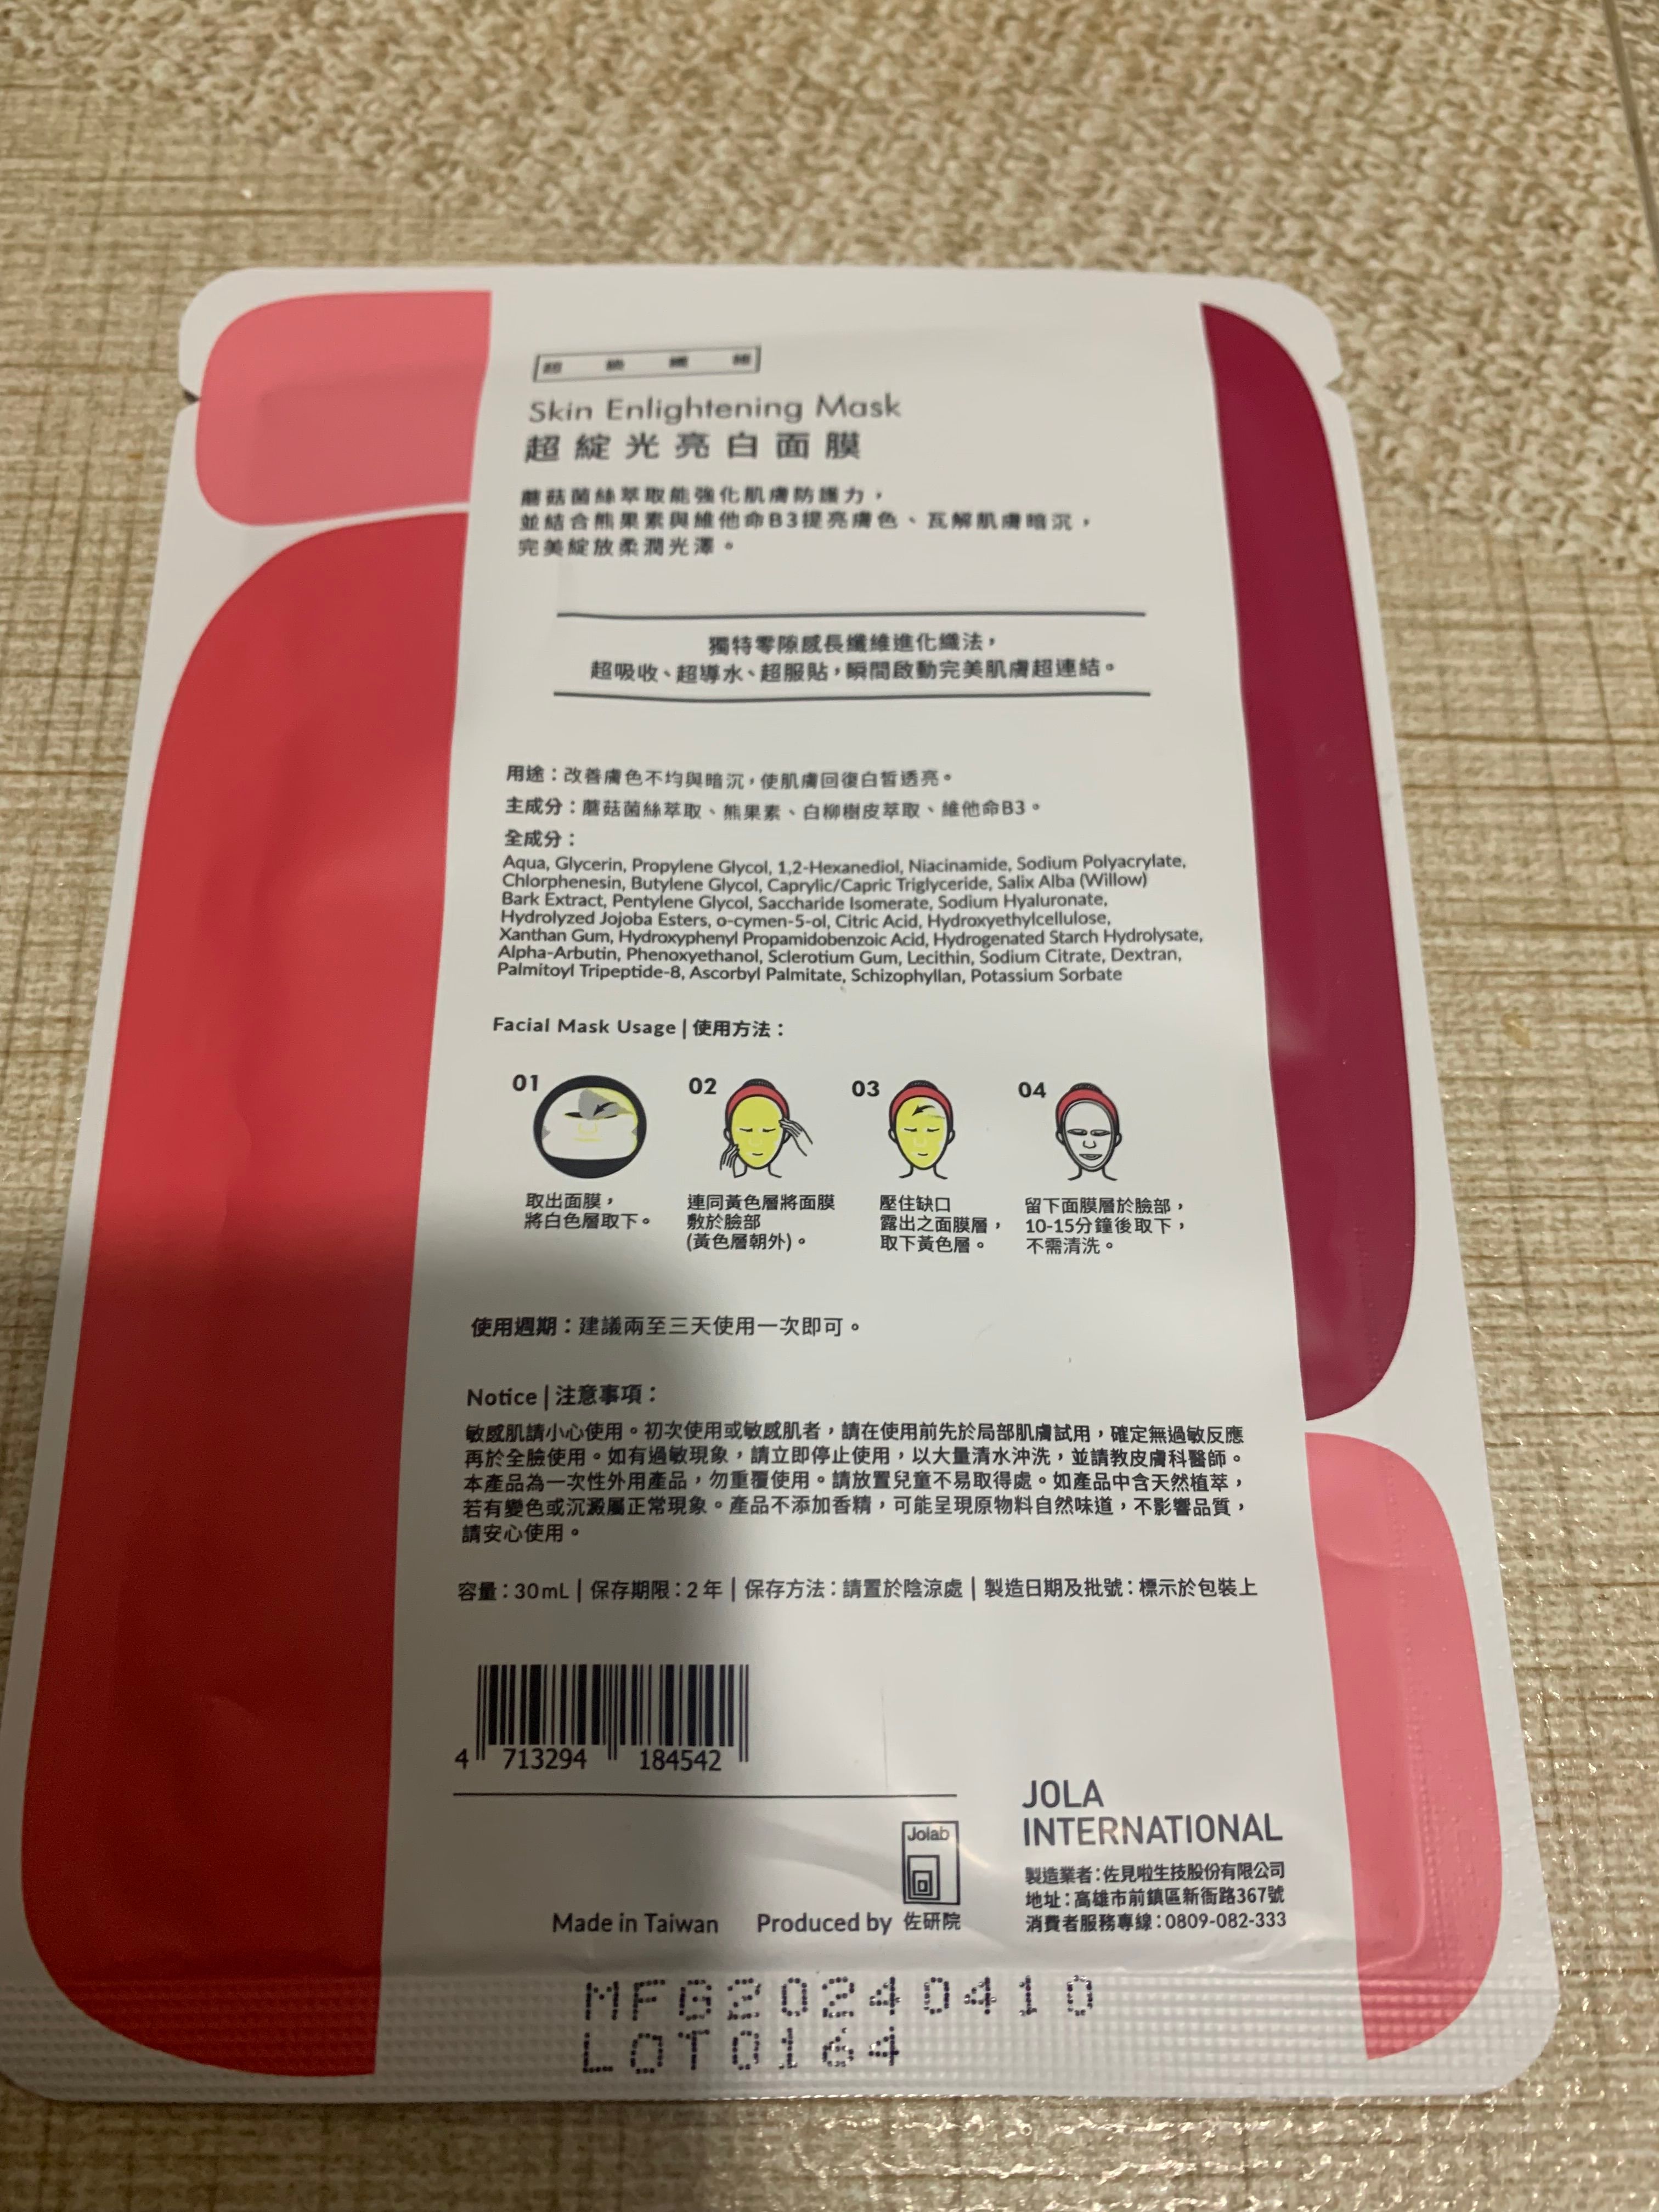 Skin Enlightening Mask
超綻光亮白面膜
蘑菇菌絲萃取能強化肌膚防護力，
並結合熊果素與維他命B3提亮膚色、瓦解肌膚暗沉，
完美綻放柔潤光澤。
獨特零隙感長纖維進化織法，
超吸收、超導水、超服貼，瞬間啟動完美肌膚超連結。
用途：改善膚色不均與暗沉，使肌膚回復白皙透亮。
主成分：蘑菇菌絲萃取、熊果素、白柳樹皮萃取、維他命B3。
全成分：
Aqua, Glycerin, Propylene Glycol, 1,2-Hexanediol, Niacinamide, Sodium Polyacrylate,
Chlorphenesin, Butylene Glycol, Caprylic/Capric Triglyceride, Salix Alba (Willow)
Bark Extract, Pentylene Glycol, Saccharide Isomerate, Sodium Hyaluronate,
Hydrolyzed Jojoba Esters, o-cymen-5-ol, Citric Acid, Hydroxyethylcellulose,
Xanthan Gum, Hydroxyphenyl Propamidobenzoic Acid, Hydrogenated Starch Hydrolysate,
Alpha-Arbutin, Phenoxyethanol, Sclerotium Gum, Lecithin, Sodium Citrate, Dextran,
Palmitoyl Tripeptide-8, Ascorbyl Palmitate, Schizophyllan, Potassium Sorbate
Facial Mask Usage | 使用方法：
01
取出面膜，
將白色層取下。
02
連同黃色層將面膜
敷於臉部
(黃色層朝外)。
03
壓住缺口
露出之面膜層，
取下黃色層。
04
留下面膜層於臉部，
10-15分鐘後取下，
不需清洗。
使用週期：建議兩至三天使用一次即可。
Notice | 注意事項：
敏感肌請小心使用。初次使用或敏感肌者，請在使用前先於局部肌膚試用，確定無過敏反應
再於全臉使用。如有過敏現象，請立即停止使用，以大量清水沖洗，並請教皮膚科醫師。
本產品為一次性外用產品，勿重覆使用。請放置兒童不易取得處。如產品中含天然植萃，
若有變色或沉澱屬正常現象。產品不添加香精，可能呈現原物料自然味道，不影響品質，
請安心使用。
容量：30mL | 保存期限：2年 | 保存方法：請置於陰涼處 | 製造日期及批號：標示於包裝上
4 713294 184542
Jolab
Made in Taiwan Produced by 佐研院
JOLA
INTERNATIONAL
製造業者：佐見啦生技股份有限公司
地址：高雄市前鎮區新衙路367號
消費者服務專線：0809-082-333
MFG20240410
LOT0164